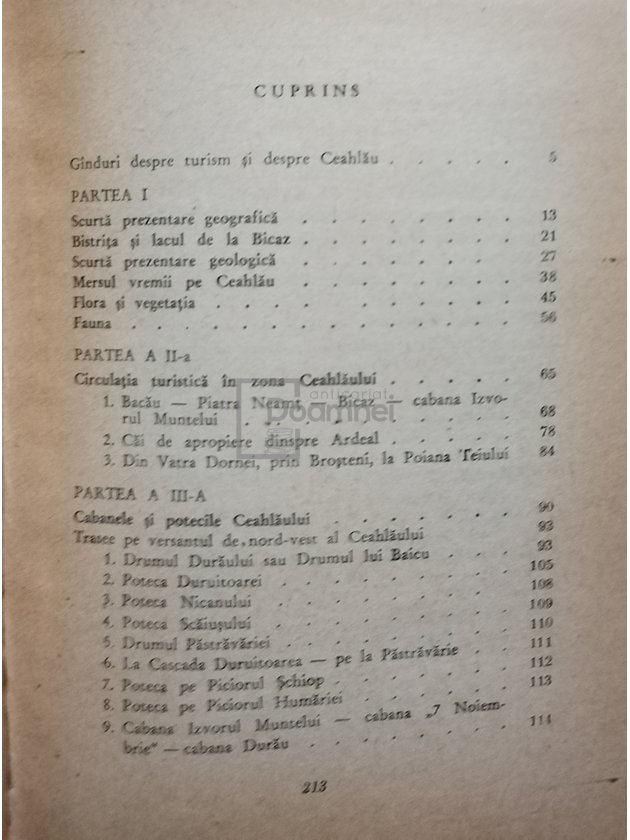 CUPRINS
Gînduri despre turism și despre Ceahlău . . . . . 5
PARTEA I
Scurtă prezentare geografică . . . . . . . . 13
Bistrița și lacul de la Bicaz . . . . . . . . 21
Scurtă prezentare geologică . . . . . . . 27
Mersul vremii pe Ceahlău . . . . . . . . 38
Flora și vegetația . . . . . . . . . . 45
Fauna . . . . . . . . . . . . . . 56
PARTEA A II-a
Circulația turistică în zona Ceahlăului . . . . . 65
1. Bacău — Piatra Neamț — Bicaz — cabana Izvo-
rul Muntelui . . . . . . . . . . 68
2. Căi de apropiere dinspre Ardeal . . . . . 78
3. Din Vatra Dornei, prin Broșteni, la Poiana Teiului 84
anticariat
Doamnei
PARTEA A III-A
Cabanele și potecile Ceahlăului . . . . . . . 90
Trasee pe versantul de nord-vest al Ceahlăului 93
1. Drumul Durăului sau Drumul lui Baicu . . . 93
2. Poteca Duruitoarei . . . . . . . . . 105
3. Poteca Nicanului . . . . . . . . . 108
4. Poteca Scăiușului . . . . . . . . . 109
5. Drumul Păstrăvăriei . . . . . . . . 110
6. La Cascada Duruitoarea — pe la Păstrăvărie . . 111
7. Poteca pe Piciorul Șchiop . . . . . . . 112
8. Poteca pe Piciorul Humăriei . . . . . . 113
9. Cabana Izvorul Muntelui — cabana „7 Noiem-
brie“ — cabana Durău . . . . . . . 114
213